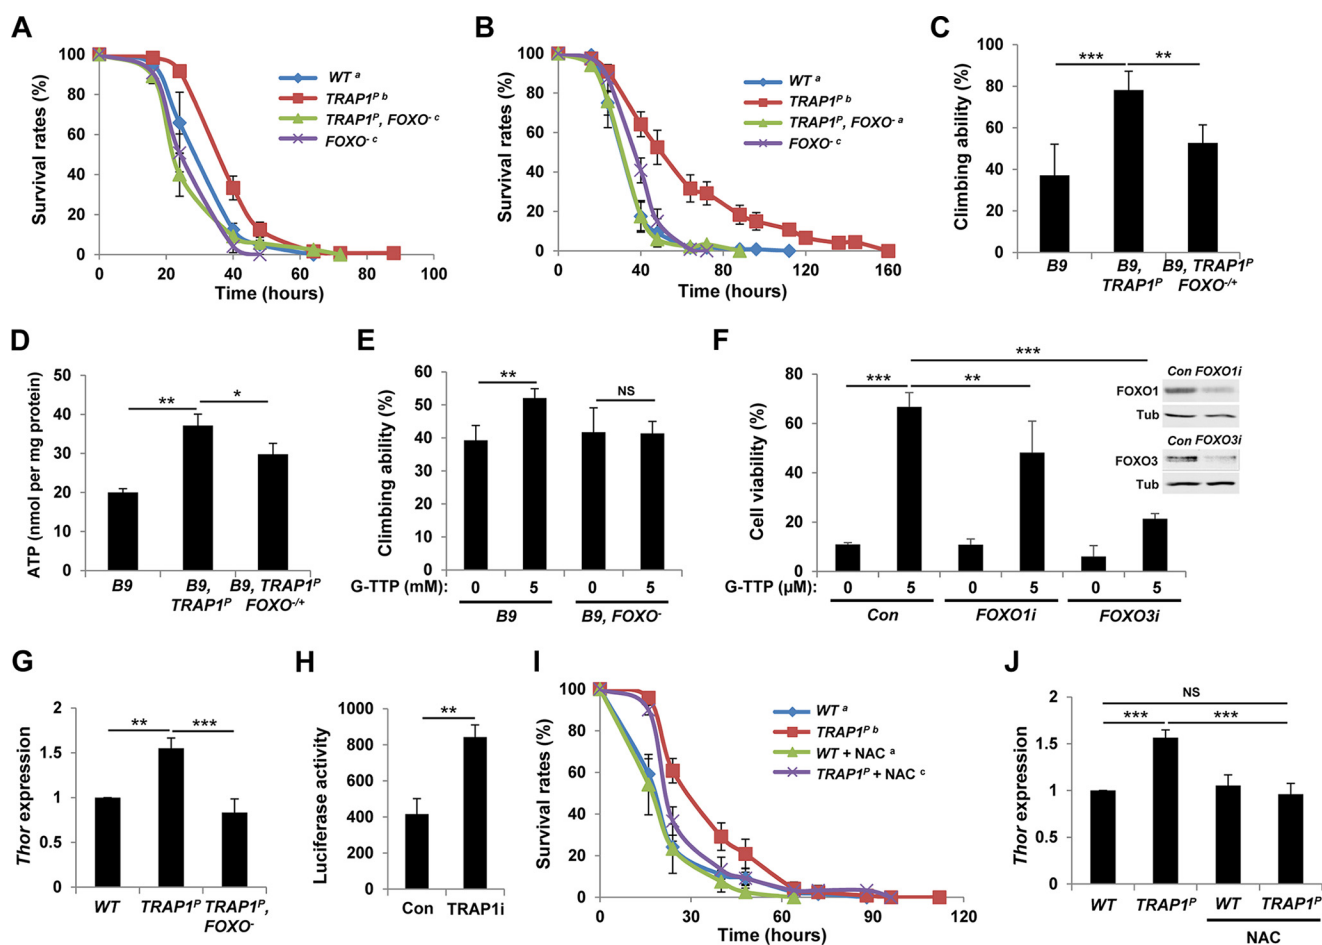 A
Survival rates (%)
100
80
60
40
20
0
0 20 40 60 80 100
Time (hours)
WT a
TRAP1P b
TRAP1P, FOXO- c
FOXO- c
B
Survival rates (%)
100
80
60
40
20
0
0 40 80 120 160
Time (hours)
WT a
TRAP1P b
TRAP1P, FOXO- a
FOXO- c
C
Climbing ability (%)
100
80
60
40
20
0
*** **
B9
B9, TRAP1P
B9, TRAP1P FOXO-/+
D
ATP (nmol per mg protein)
50
40
30
20
10
0
** *
B9
B9, TRAP1P
B9, TRAP1P FOXO-/+
E
Climbing ability (%)
60
50
40
30
20
10
0
** NS
G-TTP (mM): 0 5 0 5
B9 B9, FOXO-
F
Cell viability (%)
80
60
40
20
0
***
*** **
G-TTP (μM): 0 5 0 5 0 5
Con FOXO1i FOXO3i
Con FOXO1i
FOXO1
Tub
Con FOXO3i
FOXO3
Tub
G
Thor expression
2
1.5
1
0.5
0
** ***
WT
TRAP1P
TRAP1P, FOXO-
H
Luciferase activity
1000
800
600
400
200
0
**
Con TRAP1i
I
Survival rates (%)
100
80
60
40
20
0
0 30 60 90 120
Time (hours)
WT a
TRAP1P b
WT + NAC a
TRAP1P + NAC c
J
Thor expression
2
1.5
1
0.5
0
NS
*** ***
WT TRAP1P WT TRAP1P
NAC